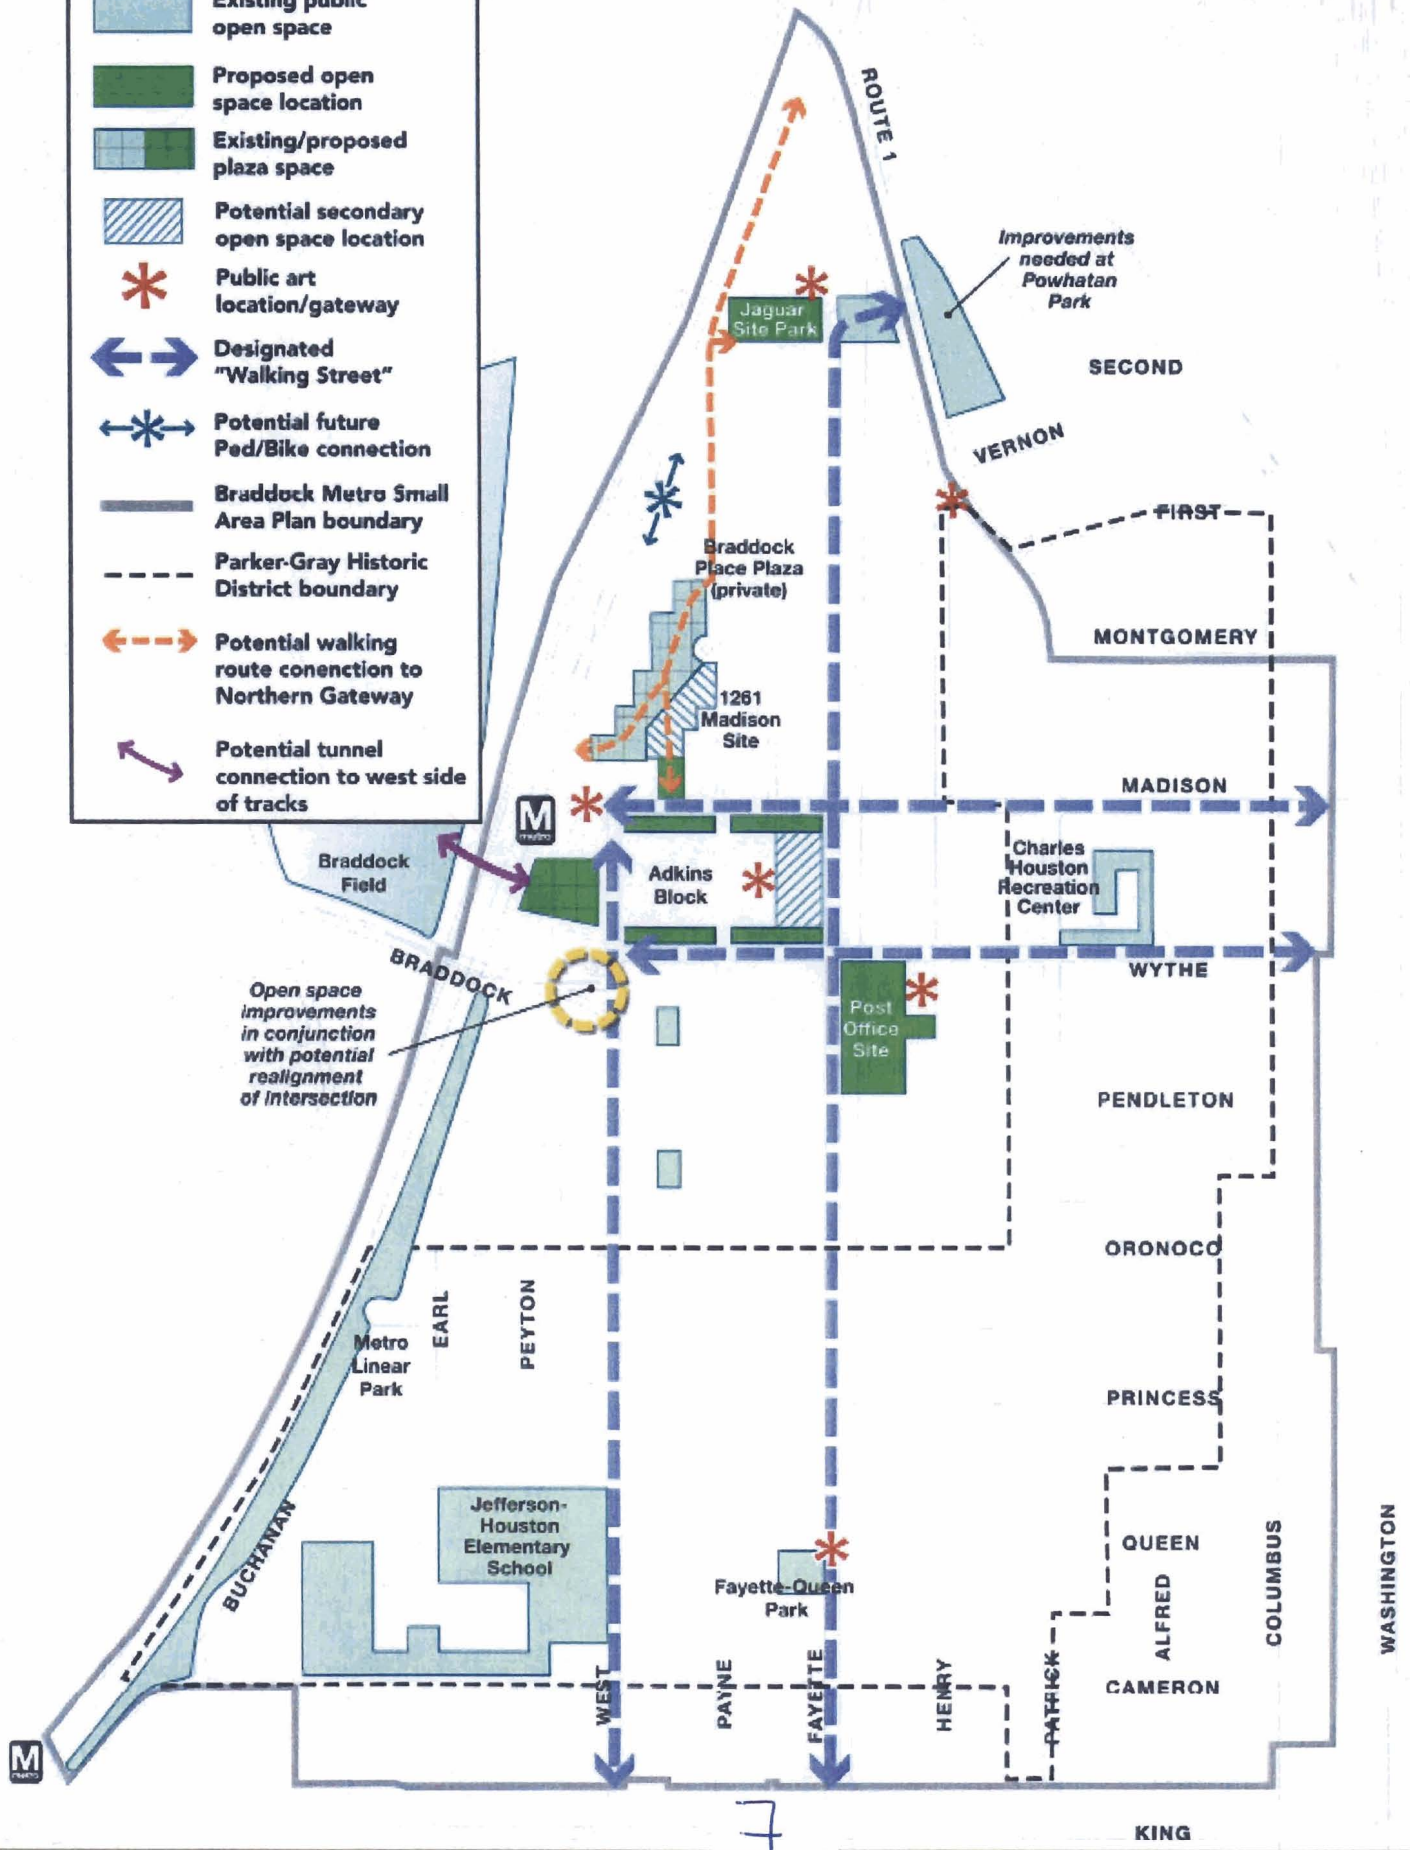 Existing public
open space
Proposed open
space location
Existing/proposed
plaza space
Potential secondary
open space location
Public art
location/gateway
Designated
"Walking Street"
Potential future
Ped/Bike connection
Braddock Metro Small
Area Plan boundary
Parker-Gray Historic
District boundary
Potential walking
route conenction to
Northern Gateway
Potential tunnel
connection to west side
of tracks
ROUTE 1
Improvements
needed at
Powhatan
Park
Jaguar
Site Park
SECOND
VERNON
FIRST
Braddock
Place Plaza
(private)
MONTGOMERY
1261
Madison
Site
MADISON
M
metro
Braddock
Field
Adkins
Block
Charles
Houston
Recreation
Center
BRADDOCK
WYTHE
Open space
improvements
in conjunction
with potential
realignment
of intersection
Post
Office
Site
PENDLETON
ORONOCO
EARL
PEYTON
Metro
Linear
Park
PRINCESS
BUCHANAN
Jefferson-
Houston
Elementary
School
QUEEN
Fayette-Queen
Park
ALFRED
COLUMBUS
WASHINGTON
WEST
PAYNE
FAYETTE
HENRY
PATRICK
CAMERON
M
metro
7
KING